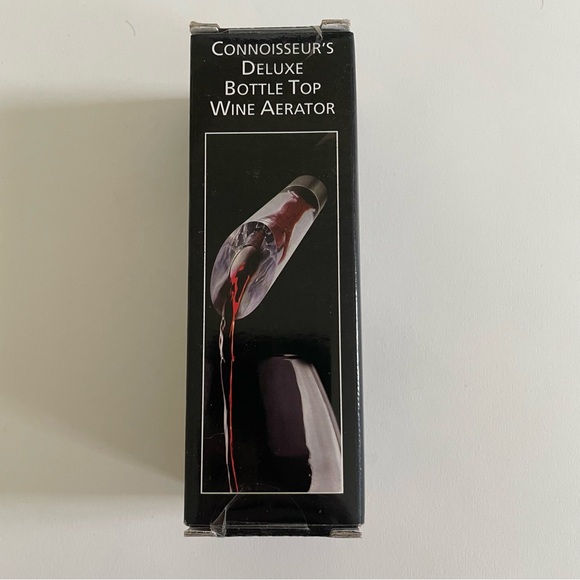 Connoisseur's
Deluxe
Bottle Top
Wine Aerator